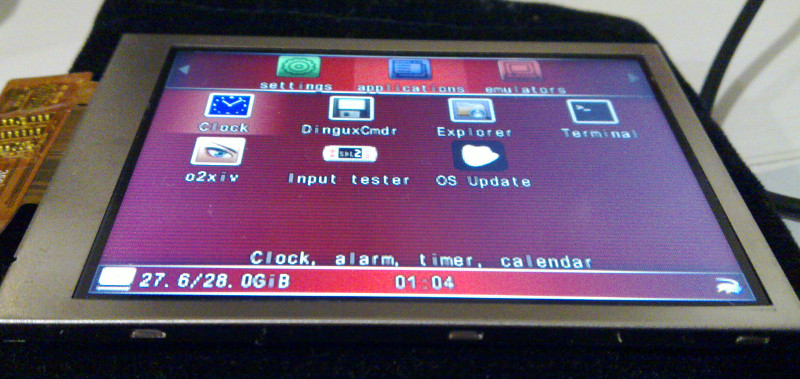 settings applications emulators
Clock DinguxCmdr Explorer Terminal
o2xiv SDL2 Input tester OS Update
Clock, alarm, timer, calendar
27.6/28.0GiB 01:04